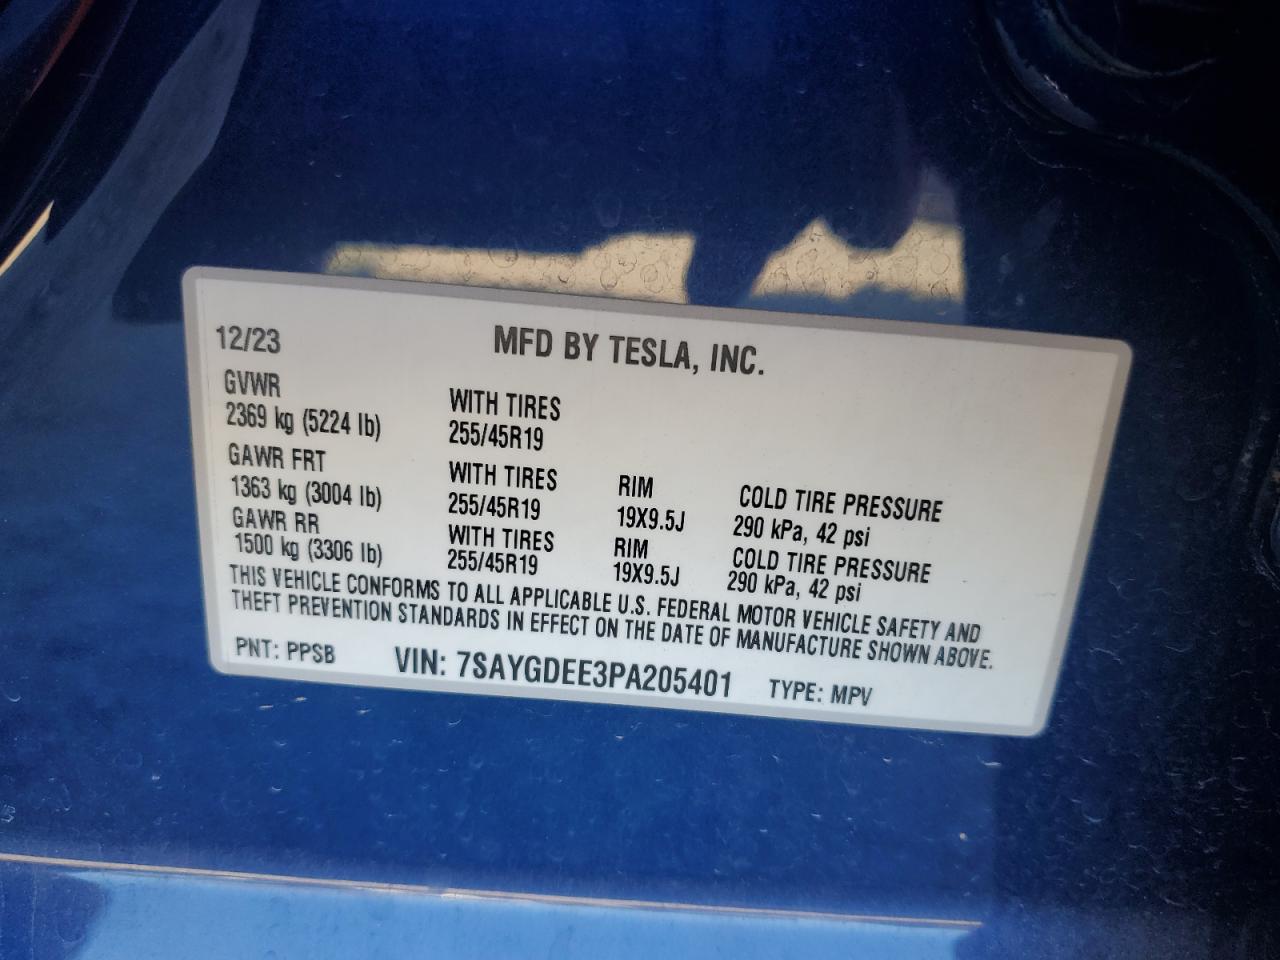 12/23 MFD BY TESLA, INC.
GVWR WITH TIRES
2369 kg (5224 lb) 255/45R19
GAWR FRT WITH TIRES RIM COLD TIRE PRESSURE
1363 kg (3004 lb) 255/45R19 19X9.5J 290 kPa, 42 psi
GAWR RR WITH TIRES RIM COLD TIRE PRESSURE
1500 kg (3306 lb) 255/45R19 19X9.5J 290 kPa, 42 psi
THIS VEHICLE CONFORMS TO ALL APPLICABLE U.S. FEDERAL MOTOR VEHICLE SAFETY AND
THEFT PREVENTION STANDARDS IN EFFECT ON THE DATE OF MANUFACTURE SHOWN ABOVE.
PNT: PPSB VIN: 7SAYGDEE3PA205401 TYPE: MPV